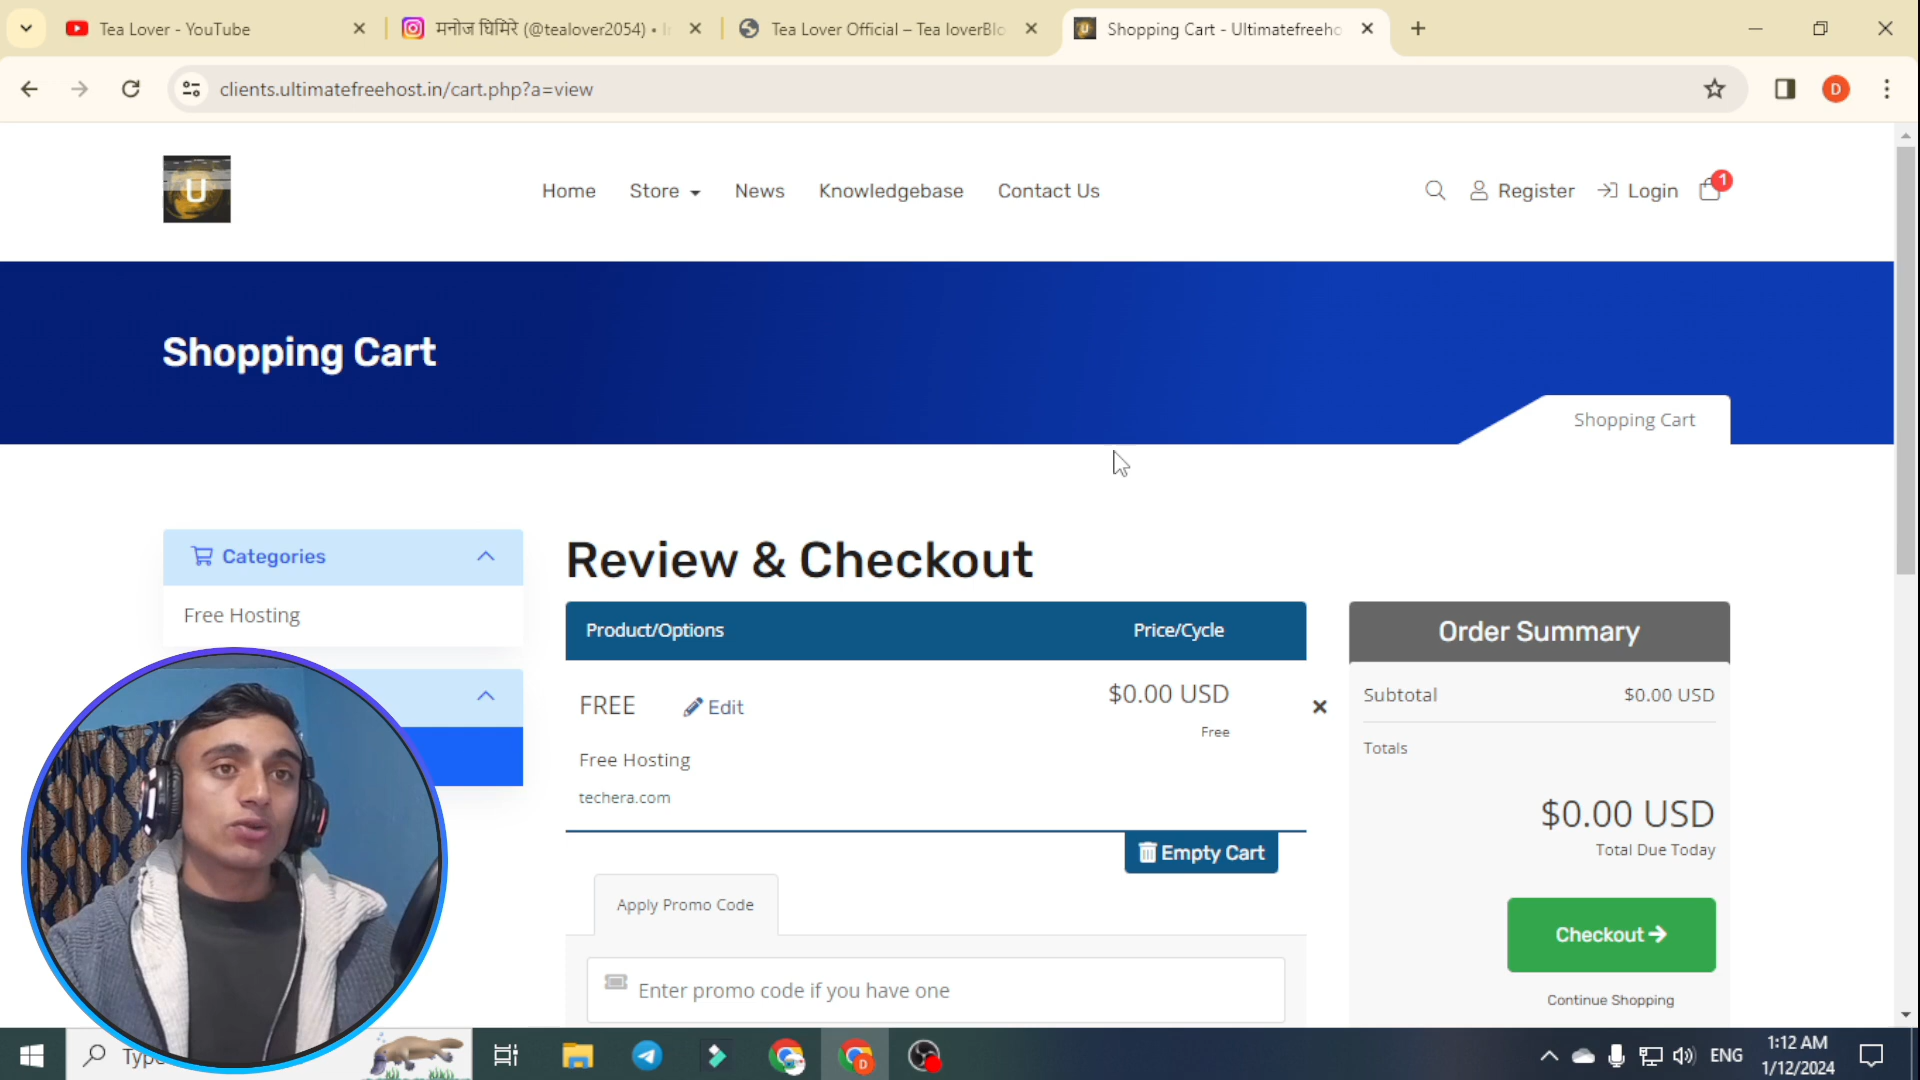 Tea Lover - YouTube
मनोज घिमिरे (@tealover2054) • I
Tea Lover Official – Tea loverBlo
Shopping Cart - Ultimatefreeho
clients.ultimatefreehost.in/cart.php?a=view
D
U
Home
Store
News
Knowledgebase
Contact Us
Register
Login
1
Shopping Cart
Shopping Cart
Categories
Free Hosting
Review & Checkout
Product/Options
Price/Cycle
FREE
Edit
$0.00 USD
Free
Free Hosting
techera.com
Empty Cart
Apply Promo Code
Enter promo code if you have one
Order Summary
Subtotal
$0.00 USD
Totals
$0.00 USD
Total Due Today
Checkout
Continue Shopping
Type
D
ENG
1:12 AM
1/12/2024